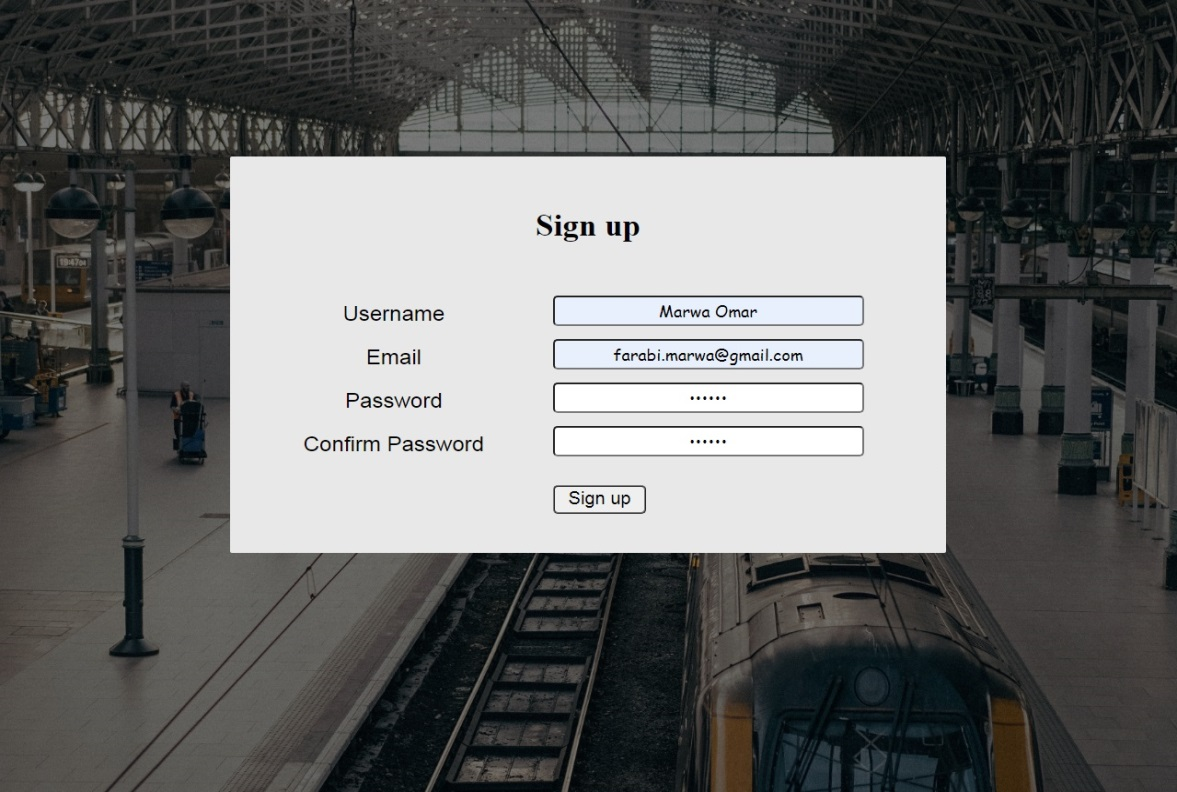 Sign up
Username Marwa Omar
Email farabi.marwa@gmail.com
Password ••••••
Confirm Password ••••••
Sign up